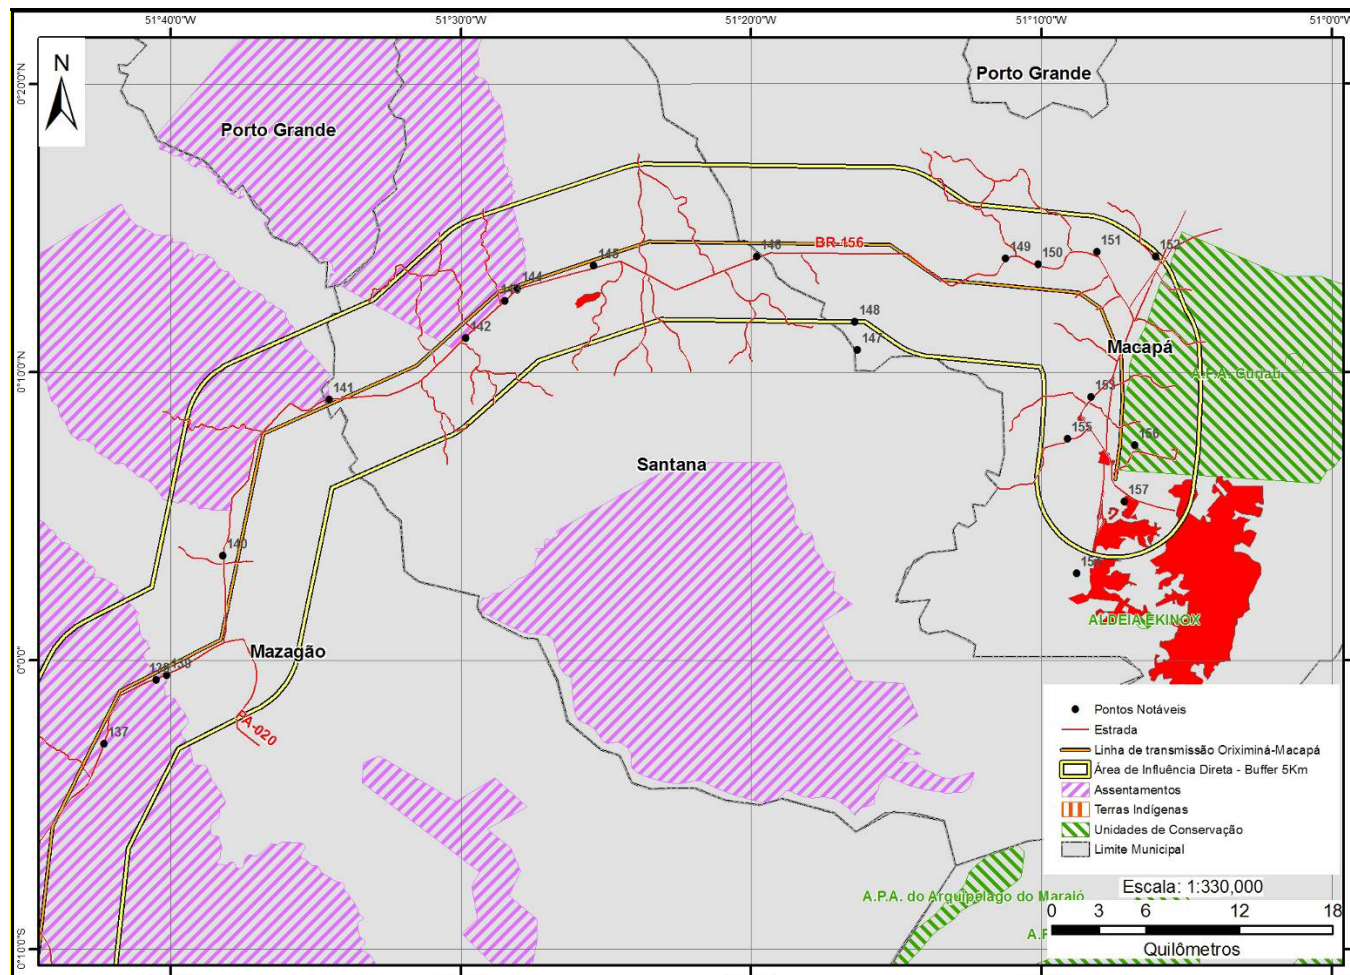 51°40'0"W
51°30'0"W
51°20'0"W
51°10'0"W
51°0'0"W
N
0°20'0"N
0°10'0"N
0°0'0"
0°10'0"S
Porto Grande
Porto Grande
BR-156
149
150
151
152
146
145
144
142
148
147
Macapá
A.P.A. Curiaú
141
153
155
156
Santana
157
140
ALDEIA EKINOX
Mazagão
139
138
137
PA-020
A.P.A. do Arquipelago do Marajó
Pontos Notáveis
Estrada
Linha de transmissão Oriximiná-Macapá
Área de Influência Direta - Buffer 5Km
Assentamentos
Terras Indígenas
Unidades de Conservação
Limite Municipal
Escala: 1:330,000
0 3 6 12 18
Quilômetros